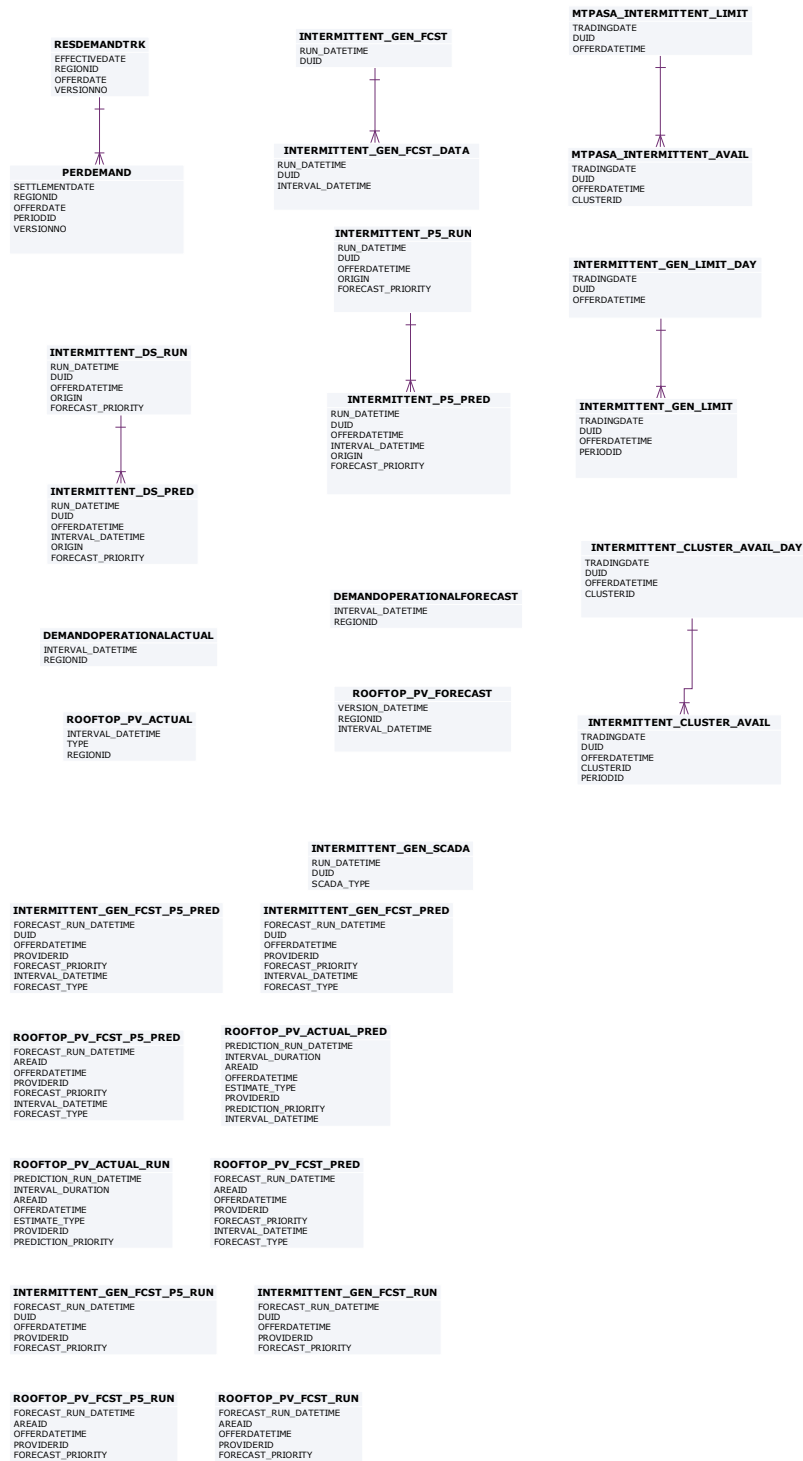 RESDEMANDTRK
EFFECTIVEDATE
REGIONID
OFFERDATE
VERSIONNO
PERDEMAND
SETTLEMENTDATE
REGIONID
OFFERDATE
PERIODID
VERSIONNO
INTERMITTENT_GEN_FCST
RUN_DATETIME
DUID
INTERMITTENT_GEN_FCST_DATA
RUN_DATETIME
DUID
INTERVAL_DATETIME
MTPASA_INTERMITTENT_LIMIT
TRADINGDATE
DUID
OFFERDATETIME
MTPASA_INTERMITTENT_AVAIL
TRADINGDATE
DUID
OFFERDATETIME
CLUSTERID
INTERMITTENT_P5_RUN
RUN_DATETIME
DUID
OFFERDATETIME
ORIGIN
FORECAST_PRIORITY
INTERMITTENT_P5_PRED
RUN_DATETIME
DUID
OFFERDATETIME
INTERVAL_DATETIME
ORIGIN
FORECAST_PRIORITY
INTERMITTENT_GEN_LIMIT_DAY
TRADINGDATE
DUID
OFFERDATETIME
INTERMITTENT_GEN_LIMIT
TRADINGDATE
DUID
OFFERDATETIME
PERIODID
INTERMITTENT_DS_RUN
RUN_DATETIME
DUID
OFFERDATETIME
ORIGIN
FORECAST_PRIORITY
INTERMITTENT_DS_PRED
RUN_DATETIME
DUID
OFFERDATETIME
INTERVAL_DATETIME
ORIGIN
FORECAST_PRIORITY
INTERMITTENT_CLUSTER_AVAIL_DAY
TRADINGDATE
DUID
OFFERDATETIME
CLUSTERID
INTERMITTENT_CLUSTER_AVAIL
TRADINGDATE
DUID
OFFERDATETIME
CLUSTERID
PERIODID
DEMANDOPERATIONALFORECAST
INTERVAL_DATETIME
REGIONID
DEMANDOPERATIONALACTUAL
INTERVAL_DATETIME
REGIONID
ROOFTOP_PV_FORECAST
VERSION_DATETIME
REGIONID
INTERVAL_DATETIME
ROOFTOP_PV_ACTUAL
INTERVAL_DATETIME
TYPE
REGIONID
INTERMITTENT_GEN_SCADA
RUN_DATETIME
DUID
SCADA_TYPE
INTERMITTENT_GEN_FCST_P5_PRED
FORECAST_RUN_DATETIME
DUID
OFFERDATETIME
PROVIDERID
FORECAST_PRIORITY
INTERVAL_DATETIME
FORECAST_TYPE
INTERMITTENT_GEN_FCST_PRED
FORECAST_RUN_DATETIME
DUID
OFFERDATETIME
PROVIDERID
FORECAST_PRIORITY
INTERVAL_DATETIME
FORECAST_TYPE
ROOFTOP_PV_FCST_P5_PRED
FORECAST_RUN_DATETIME
AREAID
OFFERDATETIME
PROVIDERID
FORECAST_PRIORITY
INTERVAL_DATETIME
FORECAST_TYPE
ROOFTOP_PV_ACTUAL_PRED
PREDICTION_RUN_DATETIME
INTERVAL_DURATION
AREAID
OFFERDATETIME
ESTIMATE_TYPE
PROVIDERID
PREDICTION_PRIORITY
INTERVAL_DATETIME
ROOFTOP_PV_ACTUAL_RUN
PREDICTION_RUN_DATETIME
INTERVAL_DURATION
AREAID
OFFERDATETIME
ESTIMATE_TYPE
PROVIDERID
PREDICTION_PRIORITY
ROOFTOP_PV_FCST_PRED
FORECAST_RUN_DATETIME
AREAID
OFFERDATETIME
PROVIDERID
FORECAST_PRIORITY
INTERVAL_DATETIME
FORECAST_TYPE
INTERMITTENT_GEN_FCST_P5_RUN
FORECAST_RUN_DATETIME
DUID
OFFERDATETIME
PROVIDERID
FORECAST_PRIORITY
INTERMITTENT_GEN_FCST_RUN
FORECAST_RUN_DATETIME
DUID
OFFERDATETIME
PROVIDERID
FORECAST_PRIORITY
ROOFTOP_PV_FCST_P5_RUN
FORECAST_RUN_DATETIME
AREAID
OFFERDATETIME
PROVIDERID
FORECAST_PRIORITY
ROOFTOP_PV_FCST_RUN
FORECAST_RUN_DATETIME
AREAID
OFFERDATETIME
PROVIDERID
FORECAST_PRIORITY